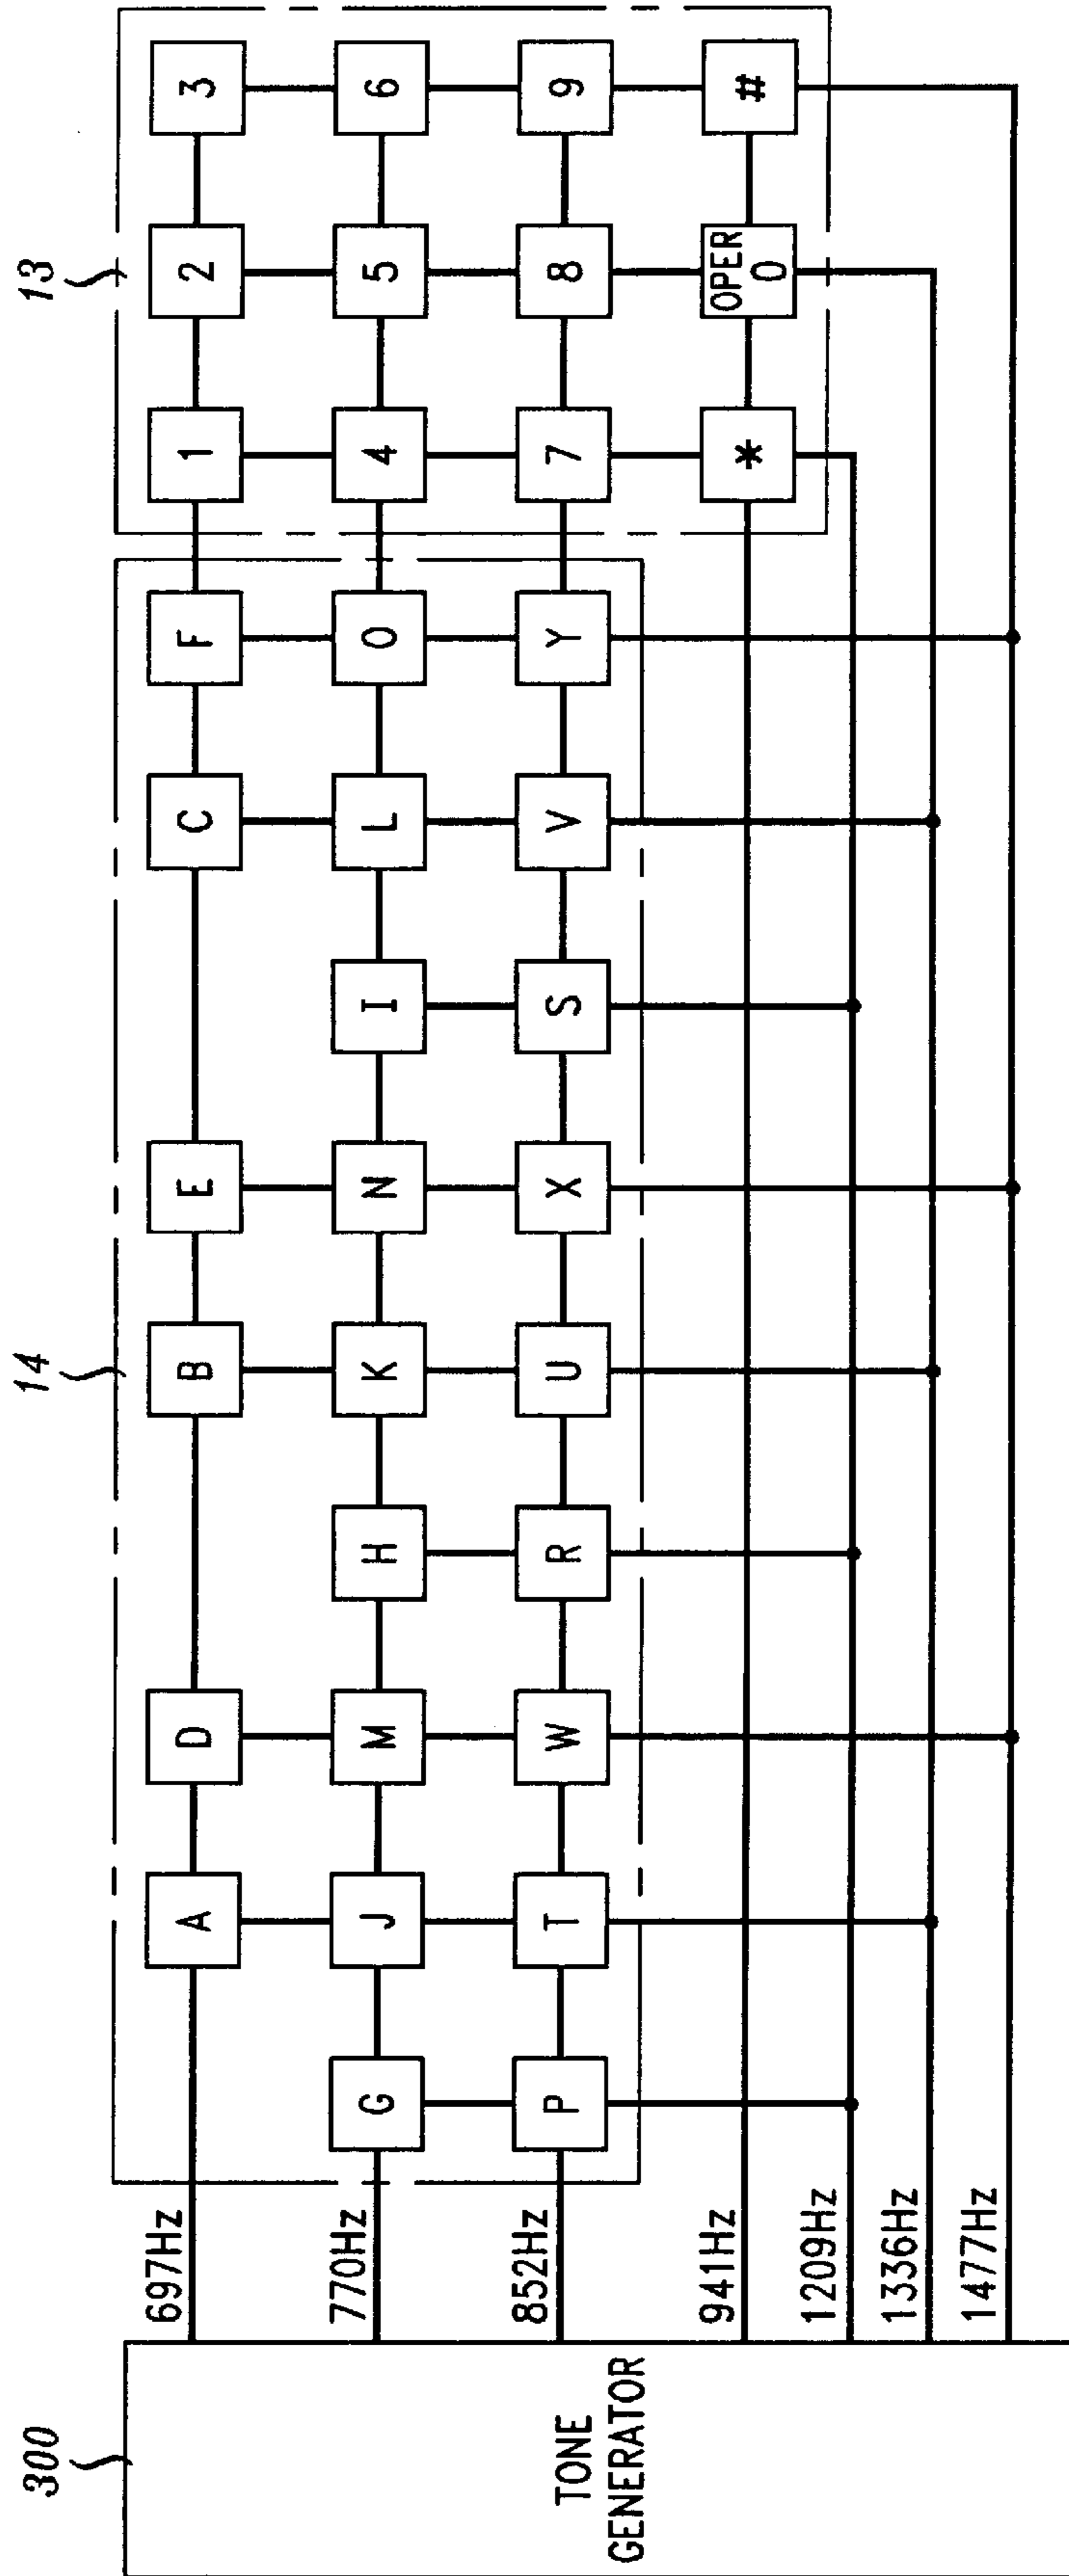 300
14
13
TONE
GENERATOR
697Hz
A D B E C F 1 2 3
770Hz
G J M H K N I L O 4 5 6
852Hz
P T W R U X S V Y 7 8 9
941Hz
* OPER 0 #
1209Hz
1336Hz
1477Hz